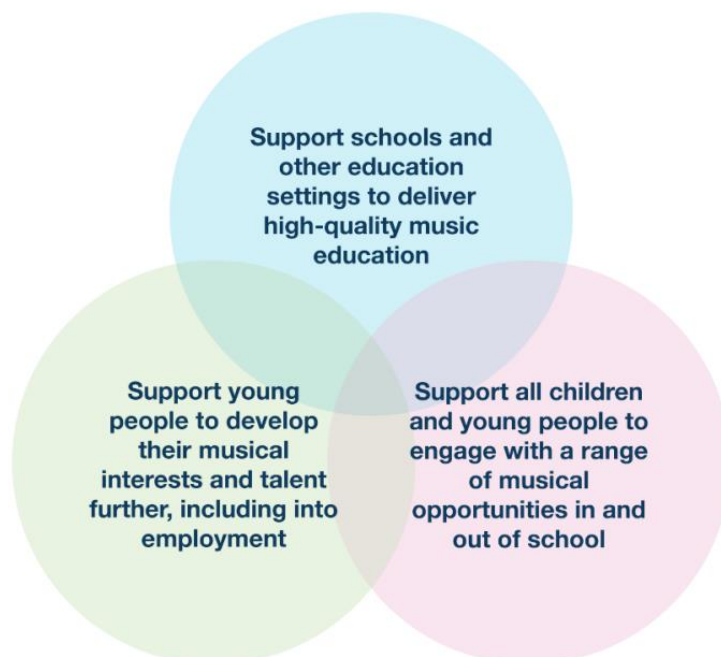 Support schools and
other education
settings to deliver
high-quality music
education
Support young
people to develop
their musical
interests and talent
further, including into
employment
Support all children
and young people to
engage with a range
of musical
opportunities in and
out of school